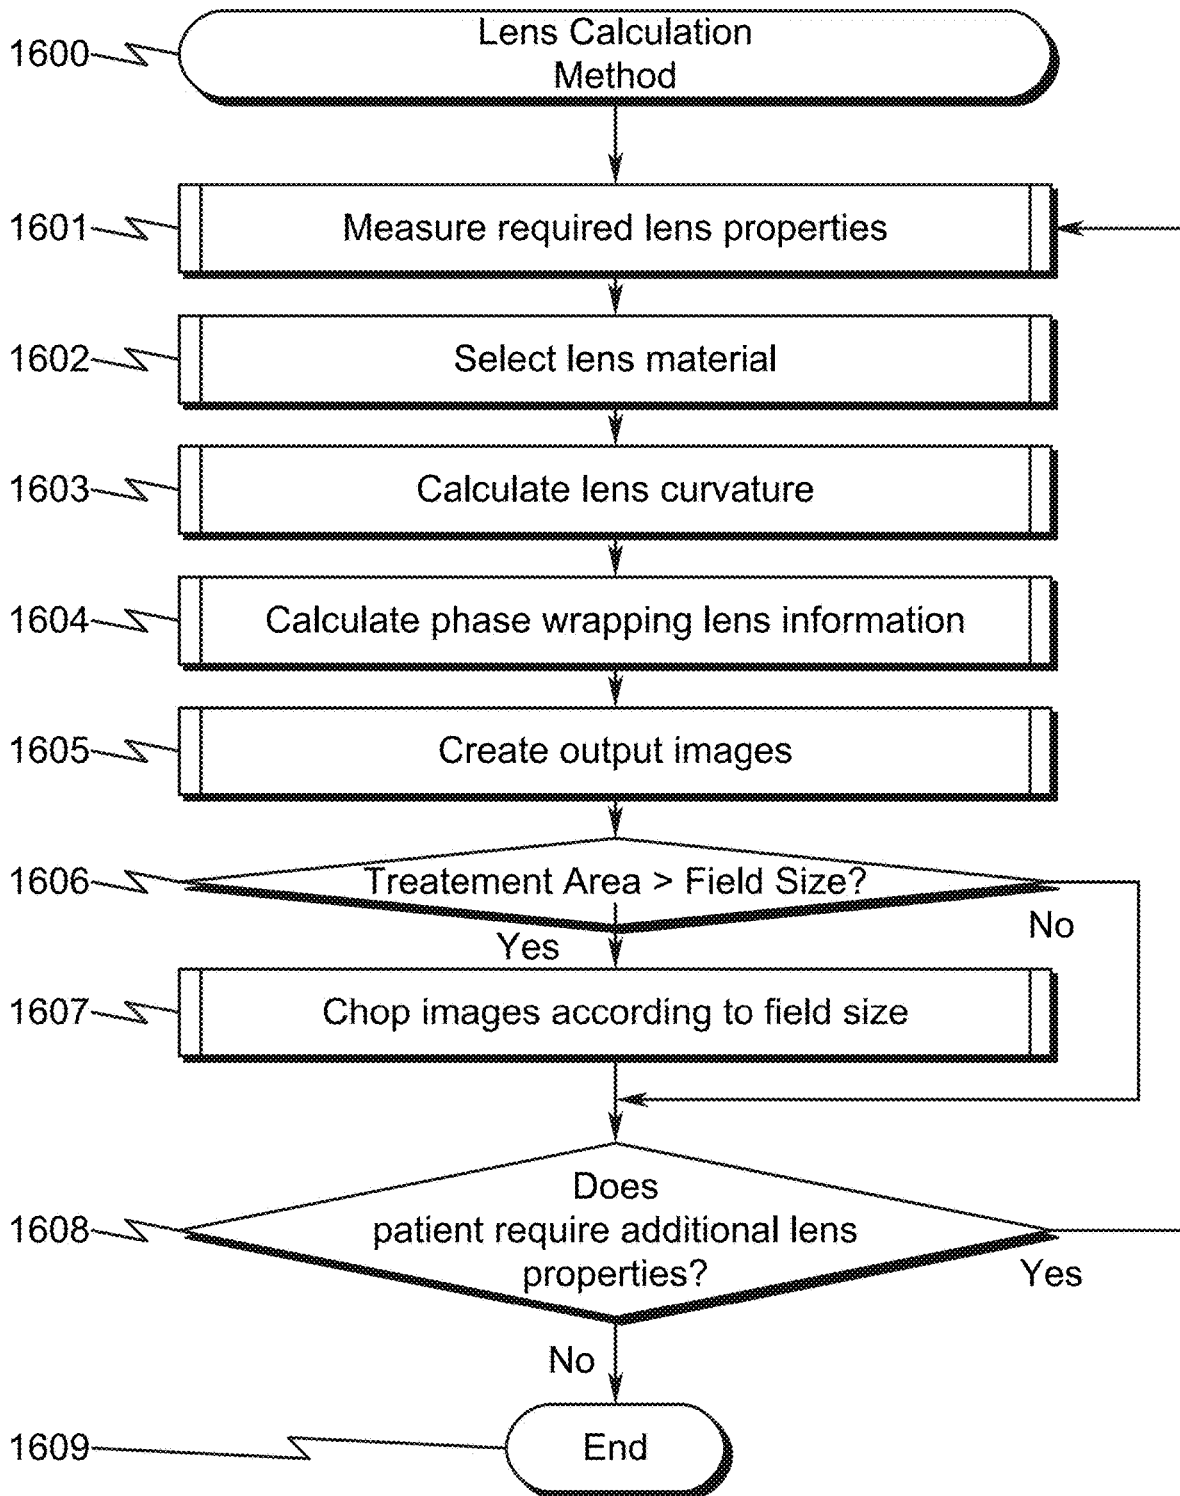 1600
Lens Calculation
Method
1601
Measure required lens properties
1602
Select lens material
1603
Calculate lens curvature
1604
Calculate phase wrapping lens information
1605
Create output images
1606
Treatement Area > Field Size?
No
Yes
1607
Chop images according to field size
1608
Does
patient require additional lens
properties?
Yes
No
1609
End